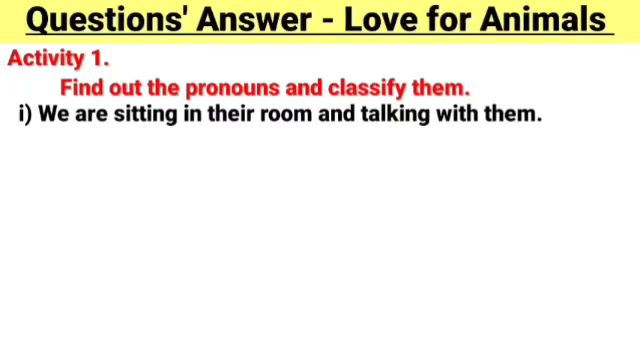 Questions' Answer - Love for Animals
Activity 1.
Find out the pronouns and classify them.
i) We are sitting in their room and talking with them.